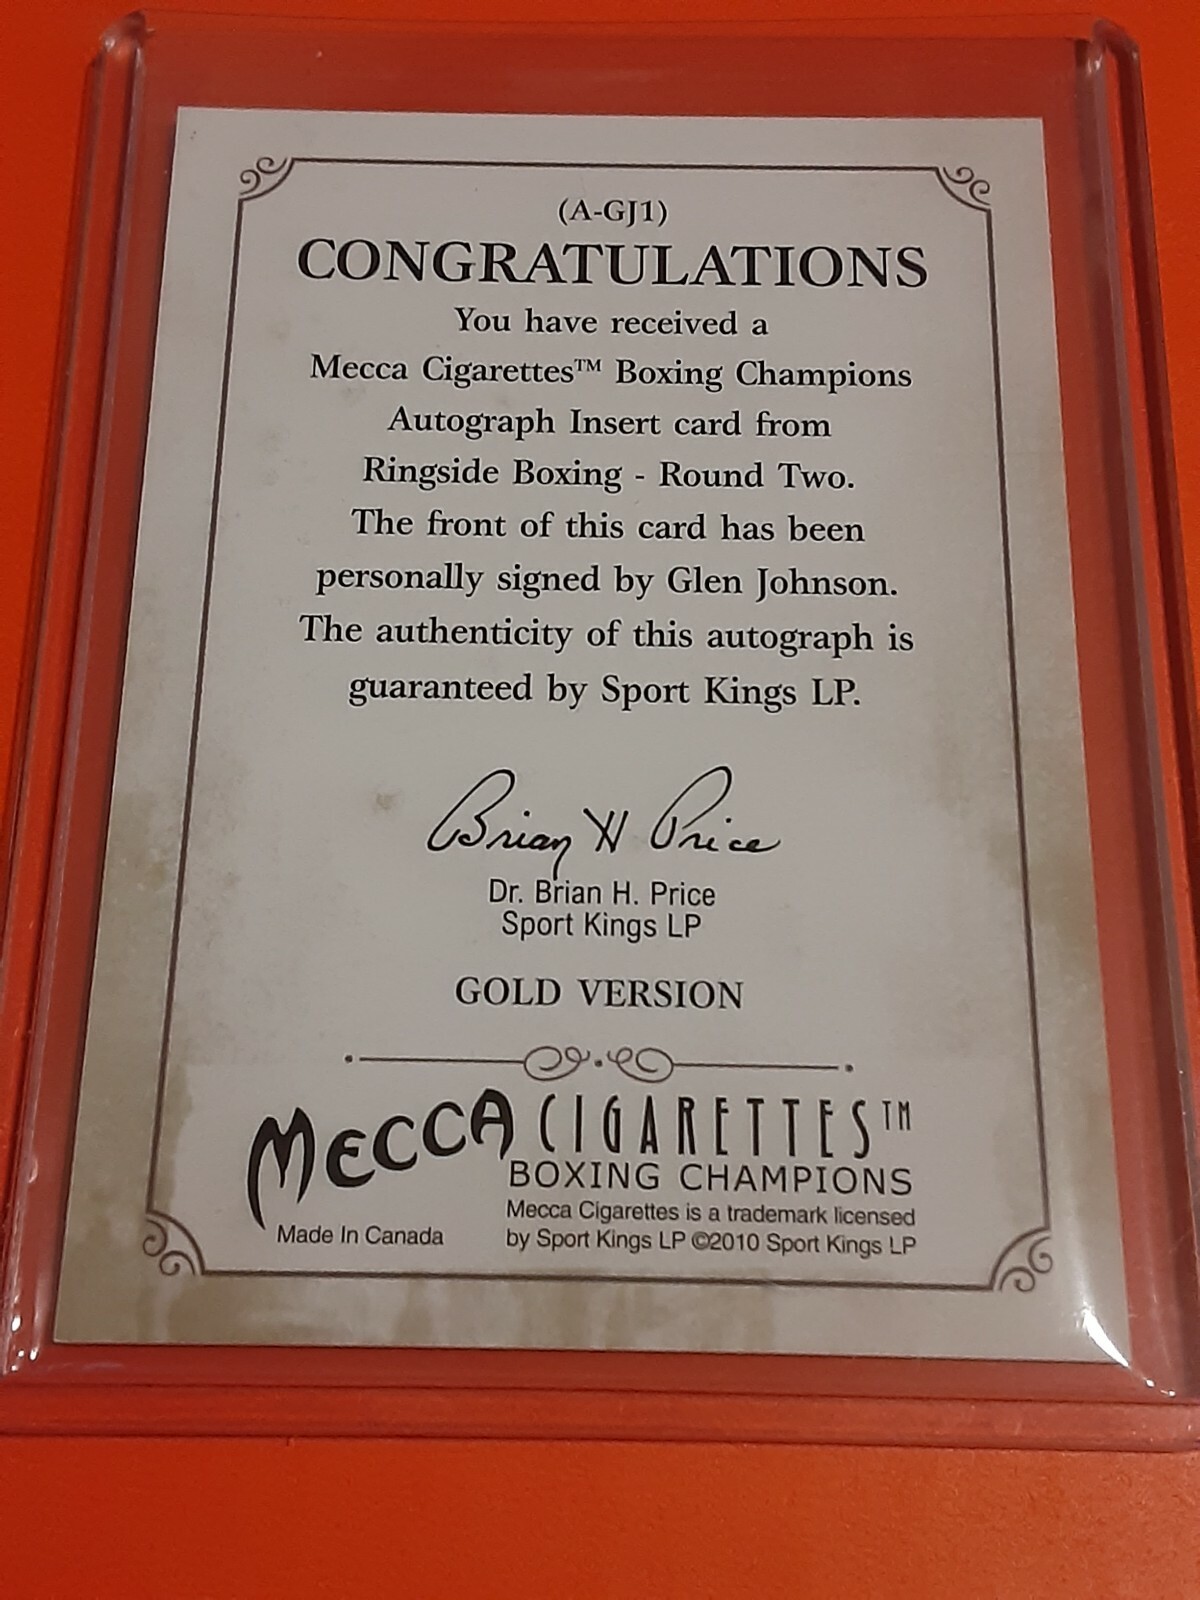 (A-GJ1)
CONGRATULATIONS
You have received a
Mecca Cigarettes™ Boxing Champions
Autograph Insert card from
Ringside Boxing - Round Two.
The front of this card has been
personally signed by Glen Johnson.
The authenticity of this autograph is
guaranteed by Sport Kings LP.
Brian H Price
Dr. Brian H. Price
Sport Kings LP
GOLD VERSION
MECCA CIGARETTES™
BOXING CHAMPIONS
Made In Canada
Mecca Cigarettes is a trademark licensed
by Sport Kings LP ©2010 Sport Kings LP